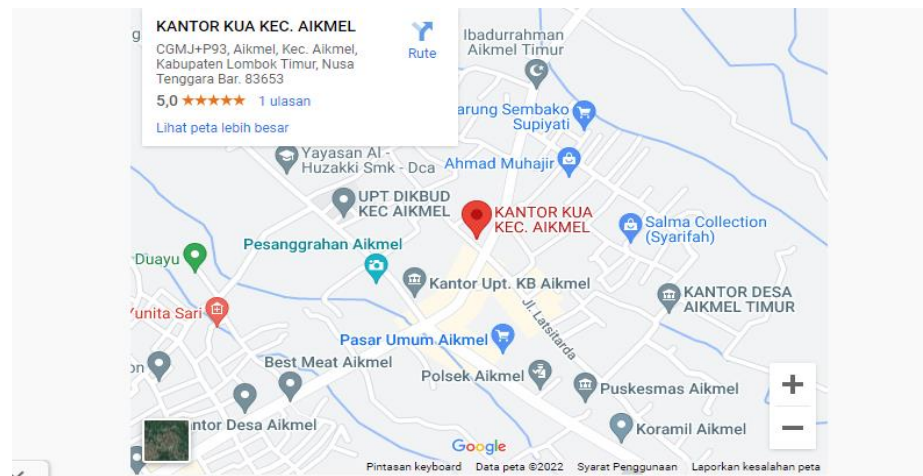 KANTOR KUA KEC. AIKMEL
CGMJ+P93, Aikmel, Kec. Aikmel,
Kabupaten Lombok Timur, Nusa
Tenggara Bar. 83653
Rute
5,0 ★★★★★ 1 ulasan
Lihat peta lebih besar
Ibadurrahman
Aikmel Timur
arung Sembako
Supiyati
Yayasan Al -
Huzakki Smk - Dca
Ahmad Muhajir
UPT DIKBUD
KEC AIKMEL
KANTOR KUA
KEC. AIKMEL
Salma Collection
(Syarifah)
Pesanggrahan Aikmel
Duayu
Kantor Upt. KB Aikmel
KANTOR DESA
AIKMEL TIMUR
Yunita Sari
Jl. Latsitarda
Pasar Umum Aikmel
Best Meat Aikmel
Polsek Aikmel
Puskesmas Aikmel
ntor Desa Aikmel
Koramil Aikmel
+
−
Google
Pintasan keyboard Data peta ©2022 Syarat Penggunaan Laporkan kesalahan peta